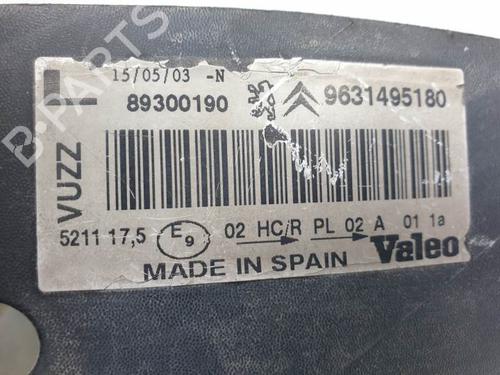 15/05/03 -N
89300190 9631495180
VUZZ
5211 17,5 E9 02 HC/R PL 02 A 01 1a
MADE IN SPAIN Valeo